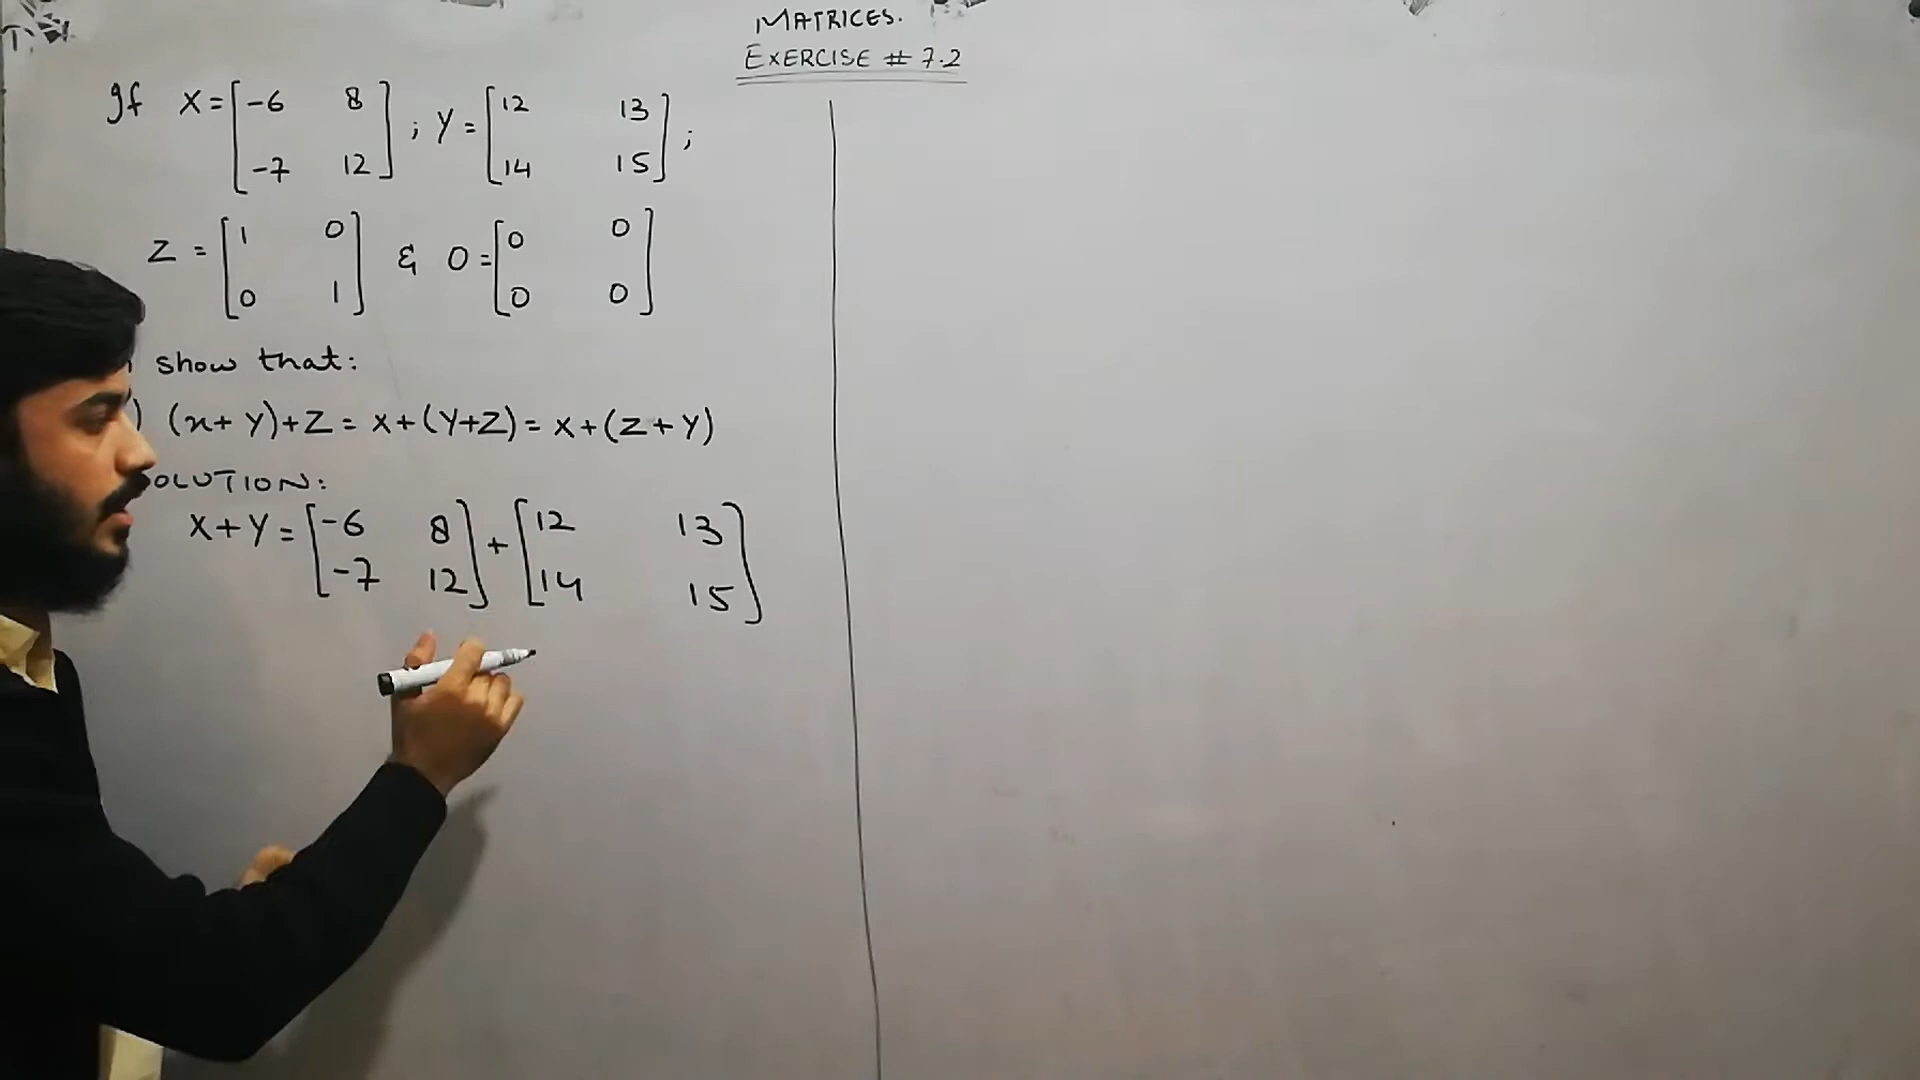 MATRICES.
EXERCISE # 7.2
If X = [-6 8; -7 12] ; Y = [12 13; 14 15] ;
Z = [1 0; 0 1] & O = [0 0; 0 0]
show that:
) (x+ Y)+Z = X+(Y+Z) = X+(Z+Y)
OLUTION:
X+Y = [-6 8; -7 12] + [12 13; 14 15]